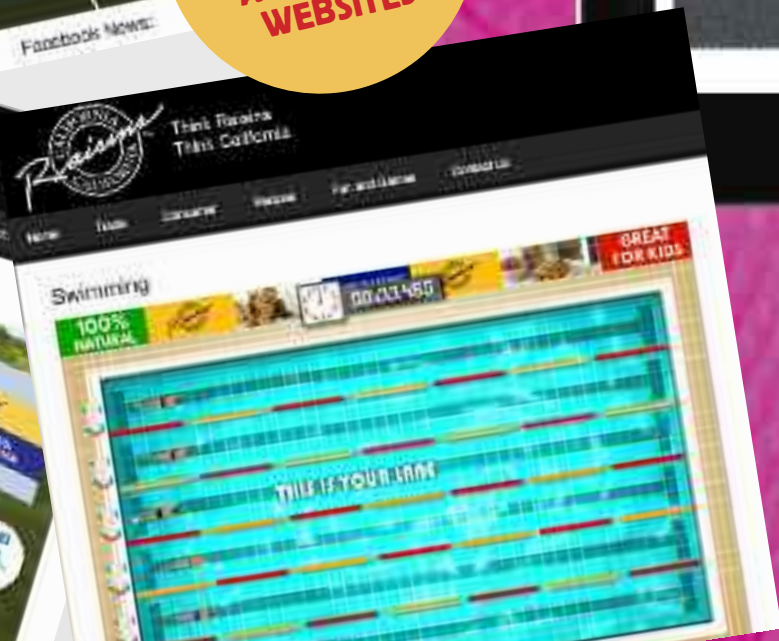 WEBSITES
Facebook News:
CALIFORNIA
Raisins
Think Raisins
Think California
Home
Trade
Consumer
Recipes
Fun and Games
Contact Us
Swimming
100%
NATURAL
GREAT
FOR KIDS
THIS IS YOUR LANE